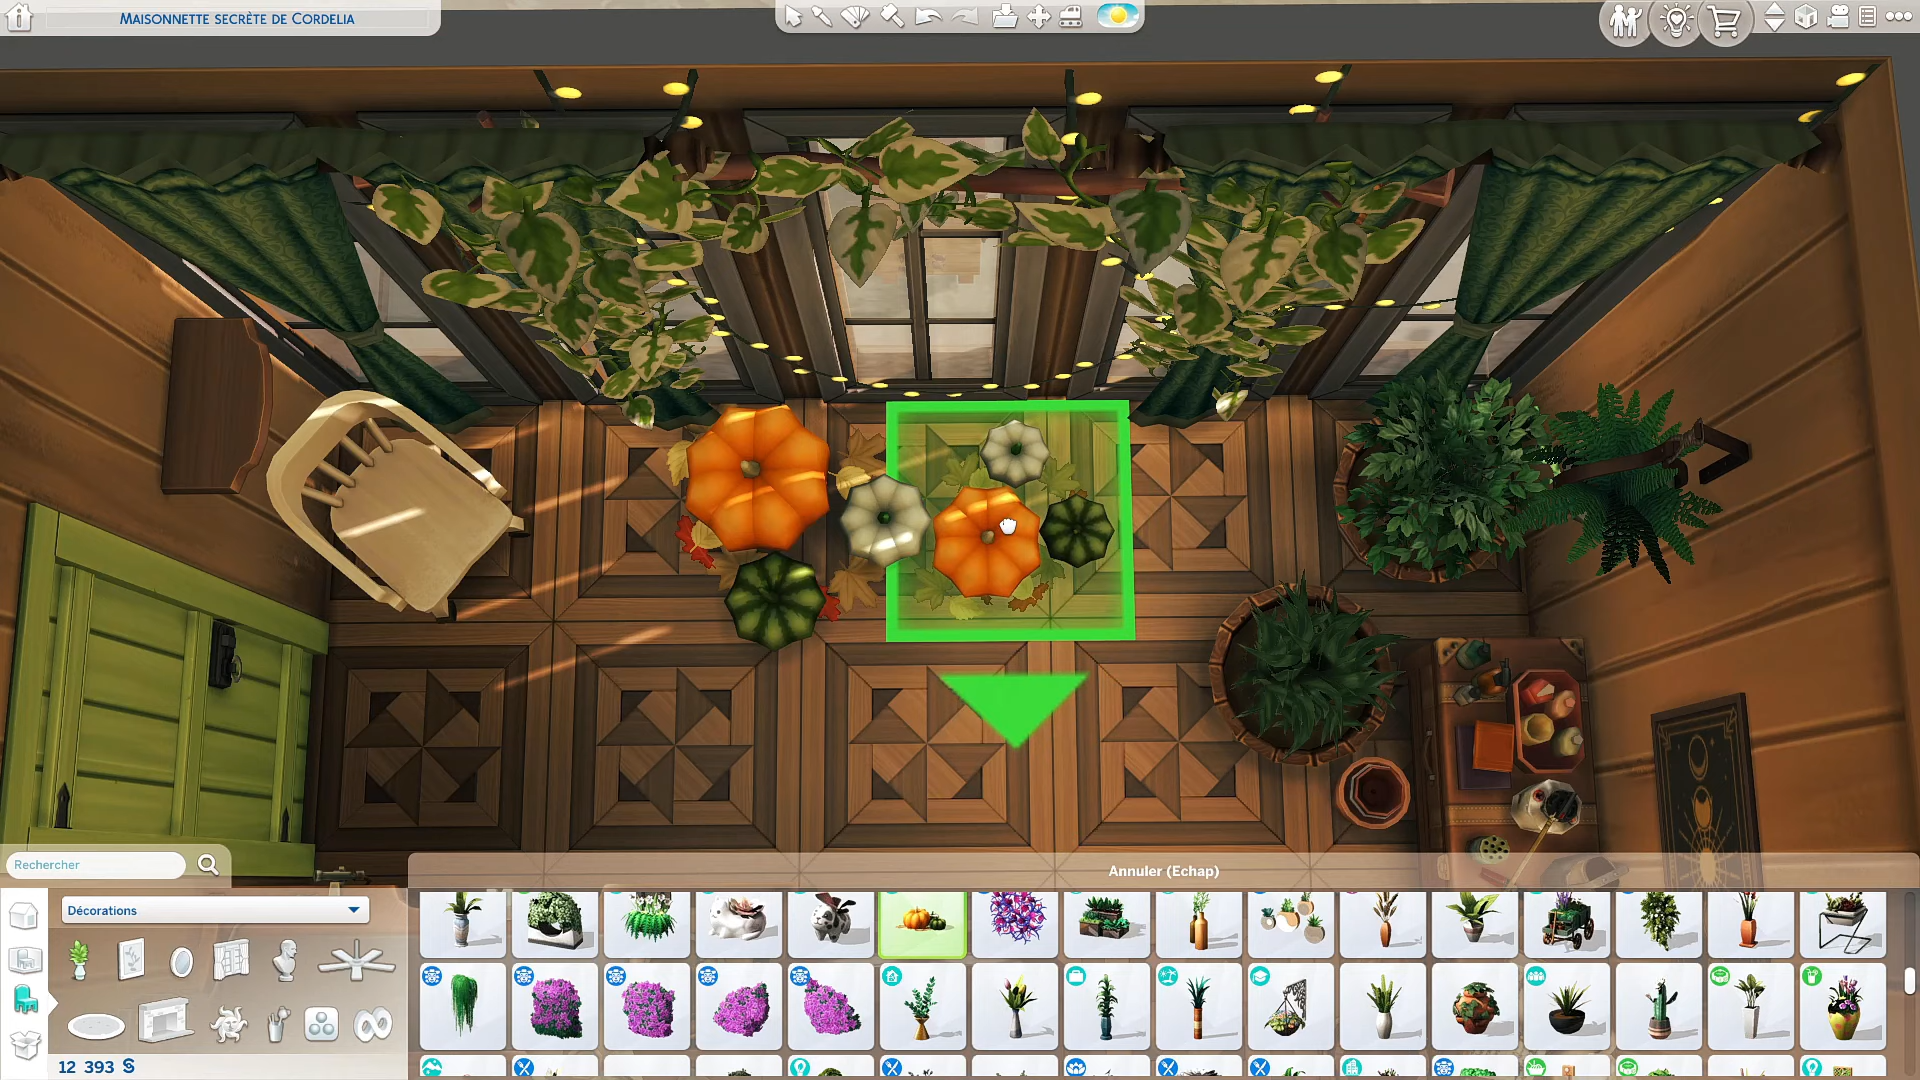 Maisonnette secrète de Cordelia
Annuler (Echap)
Rechercher
Décorations
12 393 §